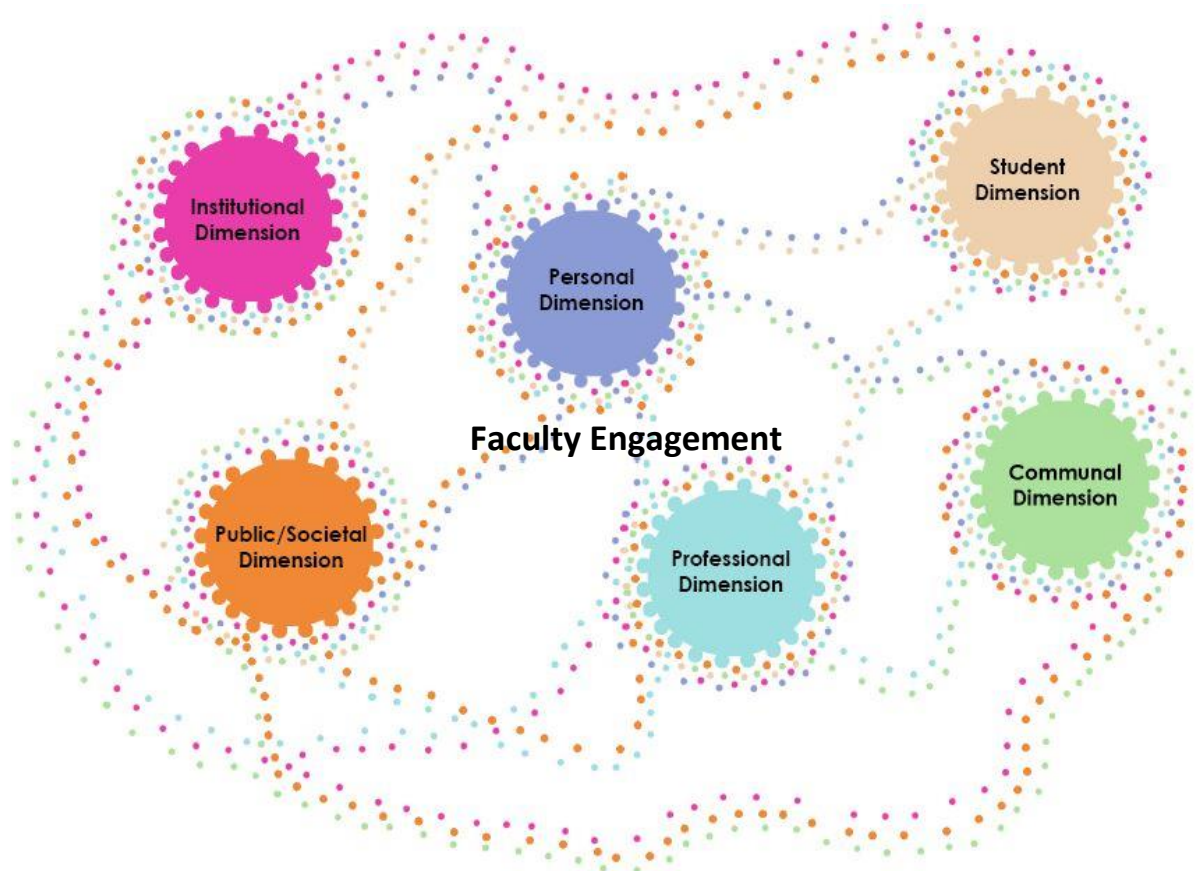 Institutional
Dimension
Student
Dimension
Personal
Dimension
Faculty Engagement
Communal
Dimension
Public/Societal
Dimension
Professional
Dimension